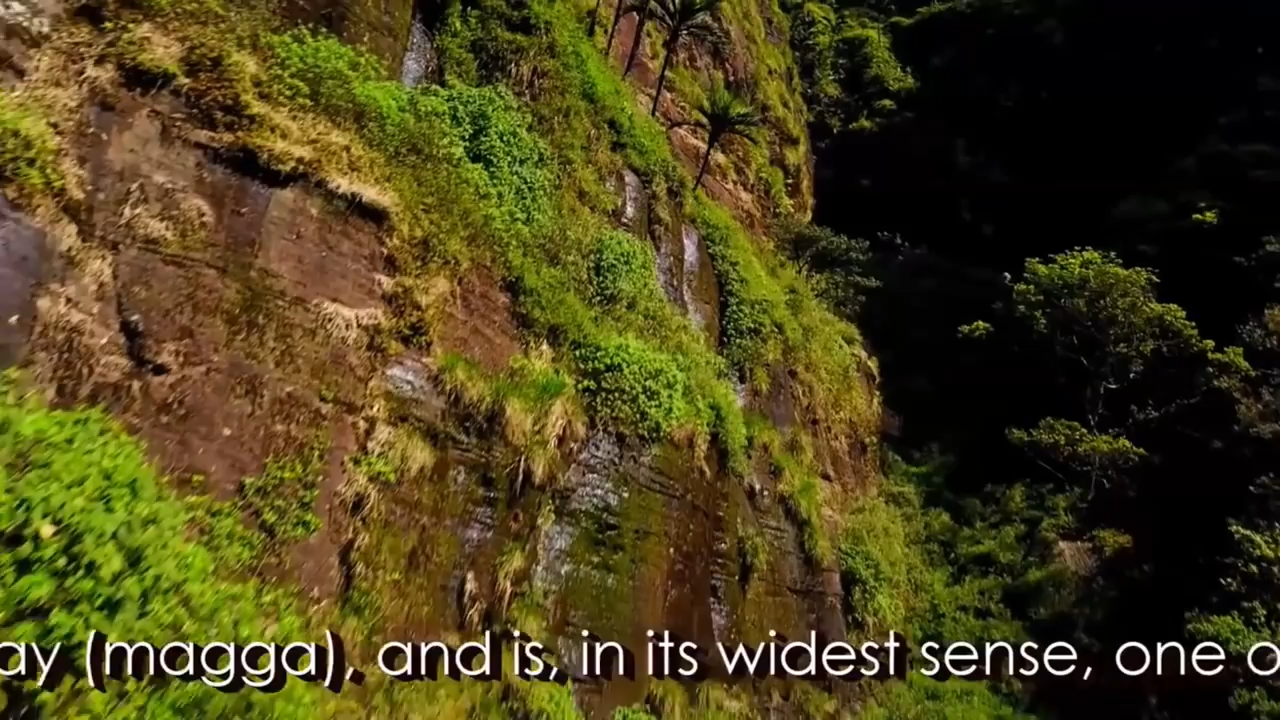 ay (magga), and is, in its widest sense, one o